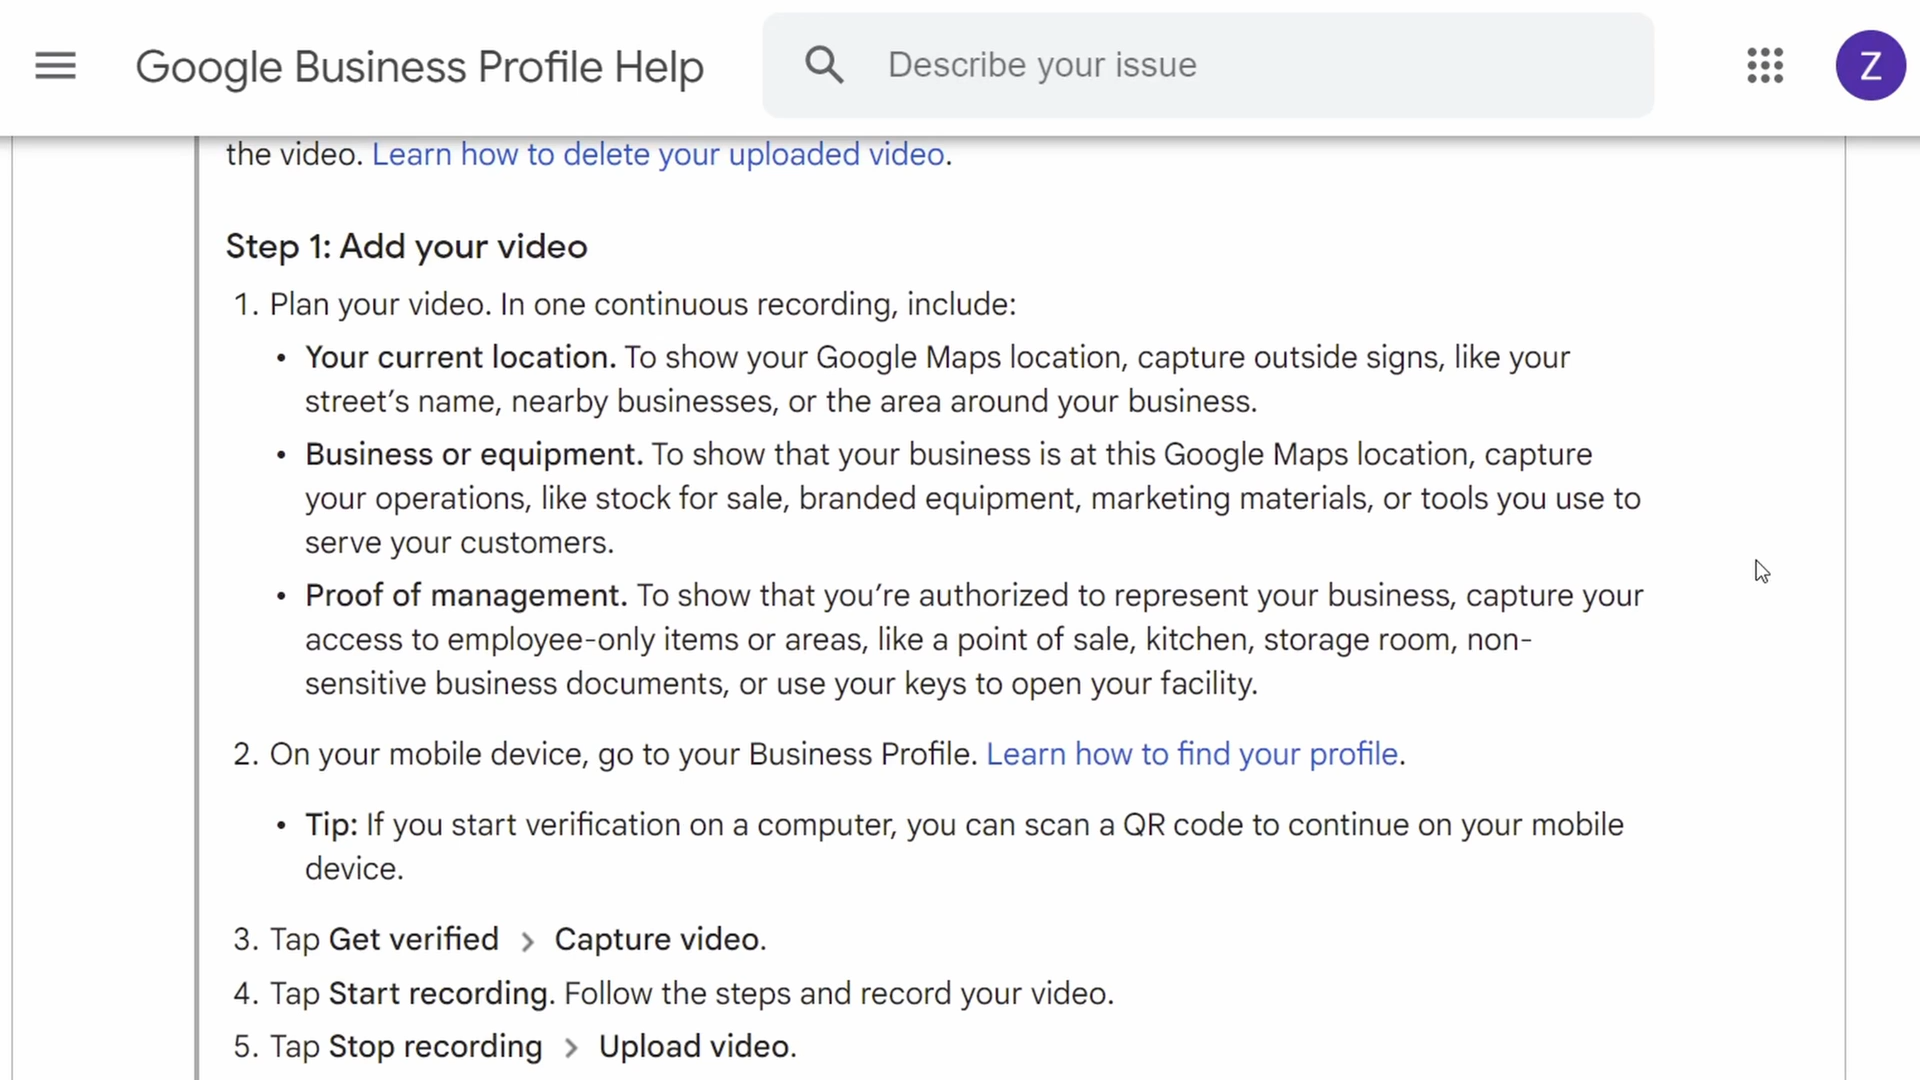 Google Business Profile Help
Describe your issue
Z
the video. Learn how to delete your uploaded video.
Step 1: Add your video
1. Plan your video. In one continuous recording, include:
• Your current location. To show your Google Maps location, capture outside signs, like your
street’s name, nearby businesses, or the area around your business.
• Business or equipment. To show that your business is at this Google Maps location, capture
your operations, like stock for sale, branded equipment, marketing materials, or tools you use to
serve your customers.
• Proof of management. To show that you’re authorized to represent your business, capture your
access to employee-only items or areas, like a point of sale, kitchen, storage room, non-
sensitive business documents, or use your keys to open your facility.
2. On your mobile device, go to your Business Profile. Learn how to find your profile.
• Tip: If you start verification on a computer, you can scan a QR code to continue on your mobile
device.
3. Tap Get verified > Capture video.
4. Tap Start recording. Follow the steps and record your video.
5. Tap Stop recording > Upload video.